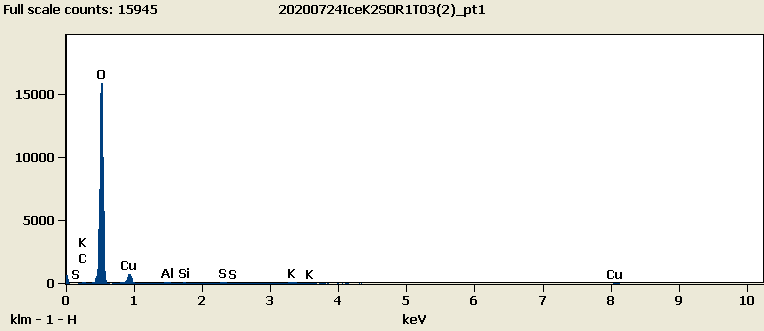 Full scale counts: 15945 20200724IceK2SOR1T03(2)_pt1
O
15000
10000
5000
K
C
S Cu Al Si S S K K Cu
0
0 1 2 3 4 5 6 7 8 9 10
klm - 1 - H keV